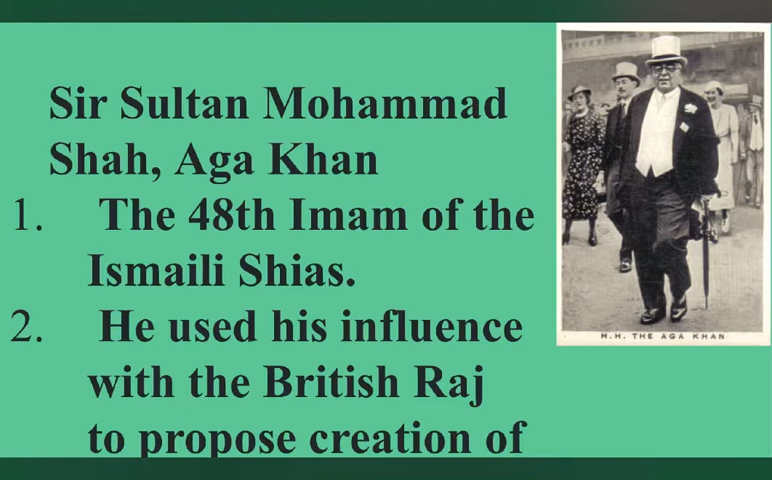 Sir Sultan Mohammad
Shah, Aga Khan
1. The 48th Imam of the
Ismaili Shias.
2. He used his influence
with the British Raj
to propose creation of
H.H. THE AGA KHAN